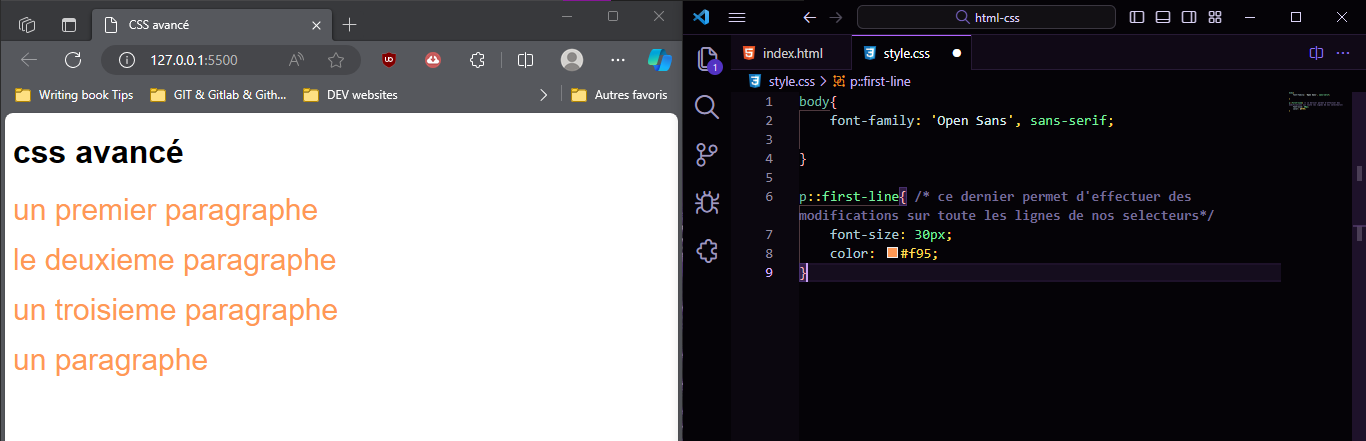 CSS avancé
127.0.0.1:5500
Writing book Tips
GIT & Gitlab & Gith...
DEV websites
Autres favoris
css avancé
un premier paragraphe
le deuxieme paragraphe
un troisieme paragraphe
un paragraphe
html-css
1
index.html
style.css
style.css > p::first-line
1 body{
2 font-family: 'Open Sans', sans-serif;
3
4 }
5
6 p::first-line{ /* ce dernier permet d'effectuer des
modifications sur toute les lignes de nos selecteurs*/
7 font-size: 30px;
8 color: #f95;
9 }